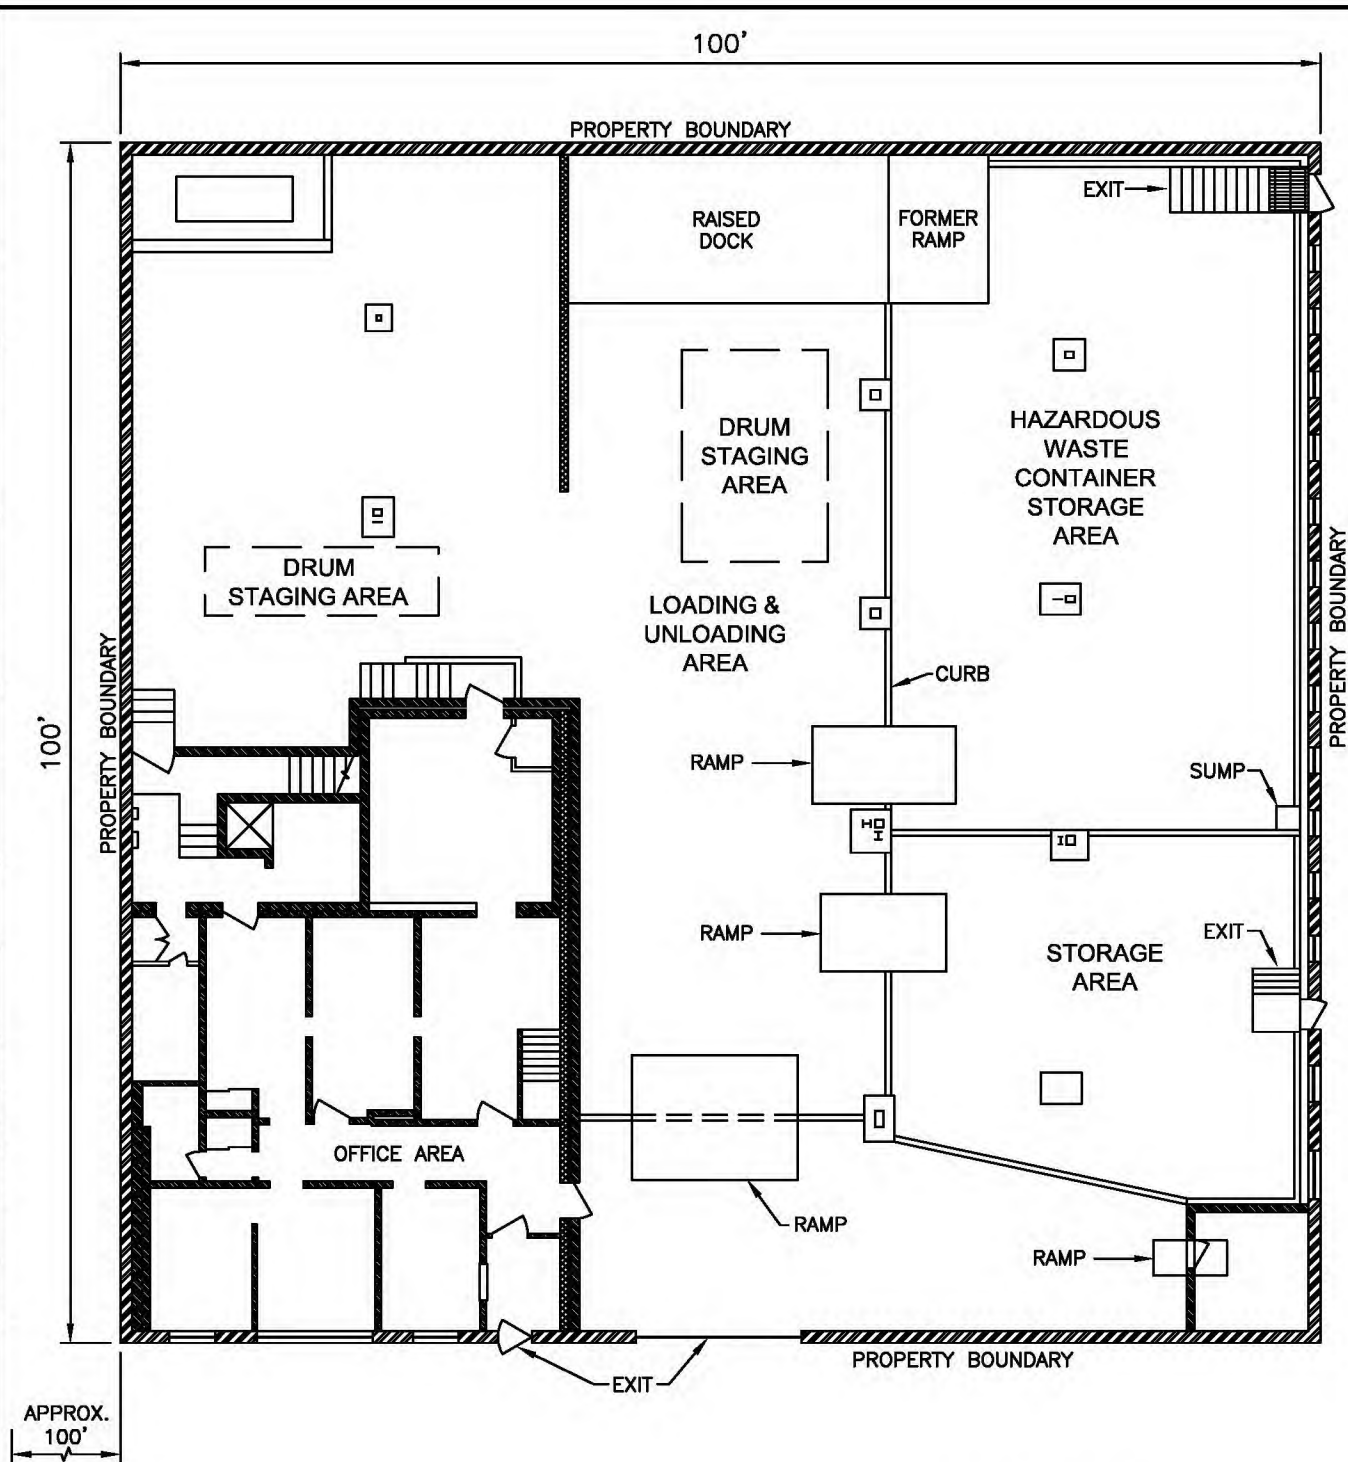 100'
PROPERTY BOUNDARY
EXIT
RAISED
DOCK
FORMER
RAMP
DRUM
STAGING
AREA
HAZARDOUS
WASTE
CONTAINER
STORAGE
AREA
DRUM
STAGING AREA
LOADING &
UNLOADING
AREA
PROPERTY BOUNDARY
PROPERTY BOUNDARY
100'
CURB
RAMP
SUMP
RAMP
STORAGE
AREA
EXIT
OFFICE AREA
RAMP
RAMP
PROPERTY BOUNDARY
EXIT
APPROX.
100'